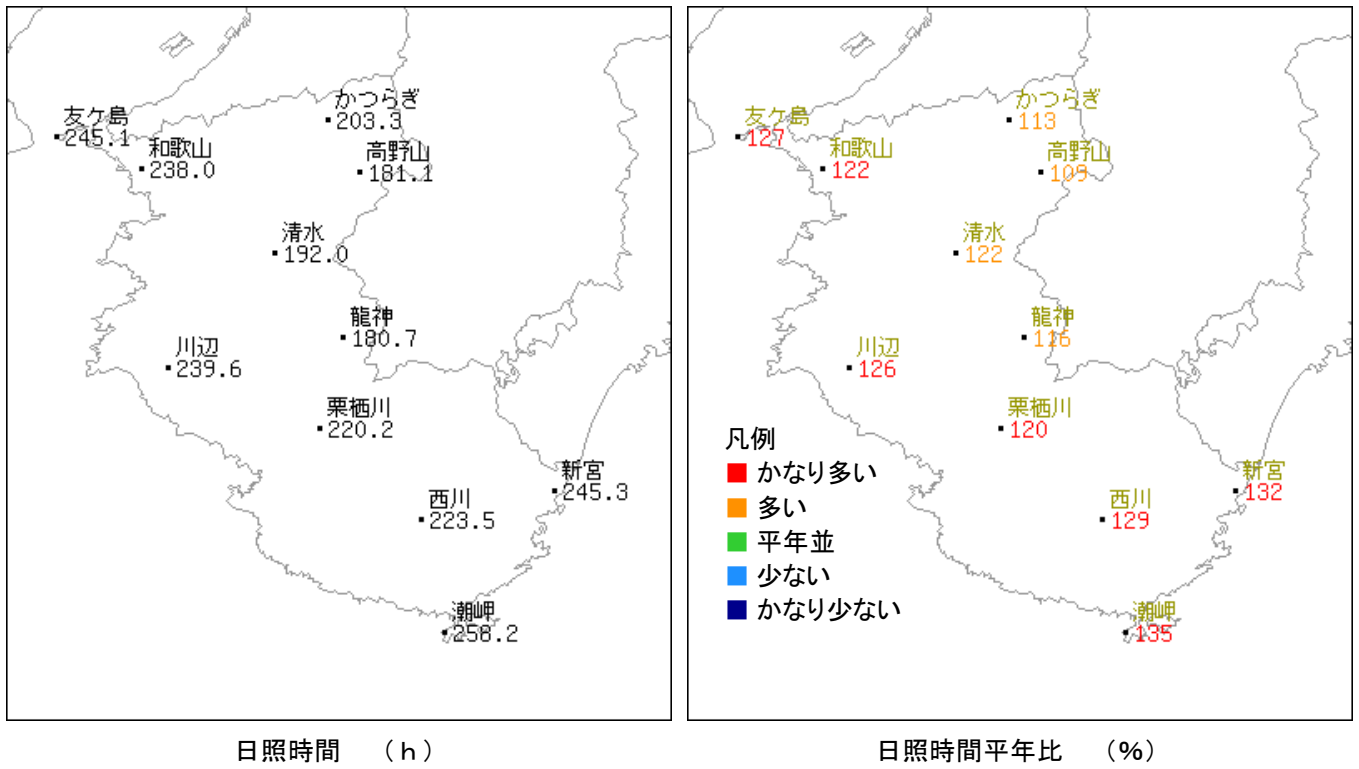 友ケ島
245.1
和歌山
238.0
かつらぎ
203.3
高野山
181.1
清水
192.0
龍神
180.7
川辺
239.6
栗栖川
220.2
新宮
245.3
西川
223.5
潮岬
258.2
日照時間 （ｈ）
友ケ島
127
和歌山
122
かつらぎ
113
高野山
109
清水
122
龍神
116
川辺
126
栗栖川
120
新宮
132
西川
129
潮岬
135
凡例
かなり多い
多い
平年並
少ない
かなり少ない
日照時間平年比 （%）